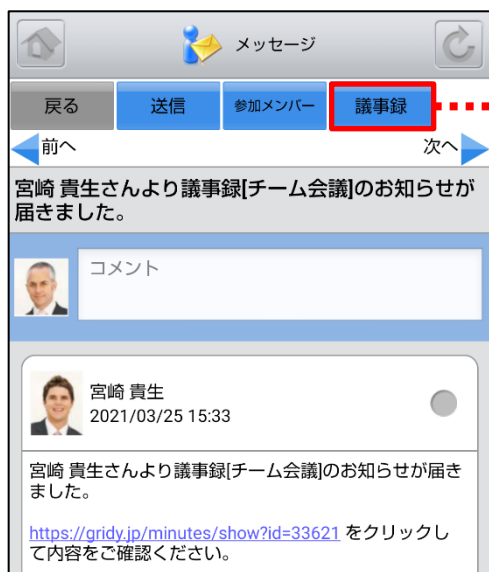 メッセージ
戻る 送信 参加メンバー 議事録
前へ 次へ
宮崎 貴生さんより議事録[チーム会議]のお知らせが
届きました。
コメント
宮崎 貴生
2021/03/25 15:33
宮崎 貴生さんより議事録[チーム会議]のお知らせが届き
ました。
https://gridy.jp/minutes/show?id=33621 をクリックし
て内容をご確認ください。